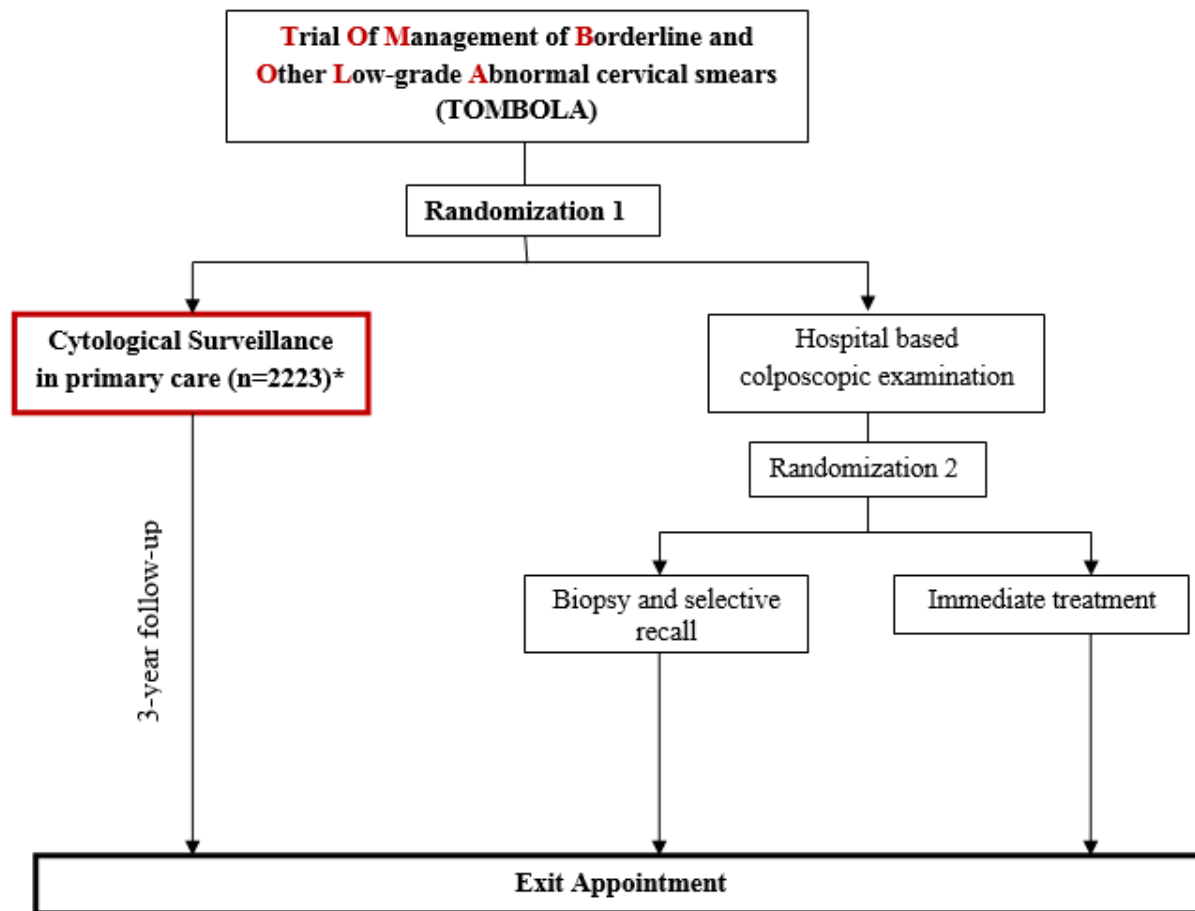 Trial Of Management of Borderline and
Other Low-grade Abnormal cervical smears
(TOMBOLA)
Randomization 1
Cytological Surveillance
in primary care (n=2223)*
Hospital based
colposcopic examination
Randomization 2
3-year follow-up
Biopsy and selective
recall
Immediate treatment
Exit Appointment